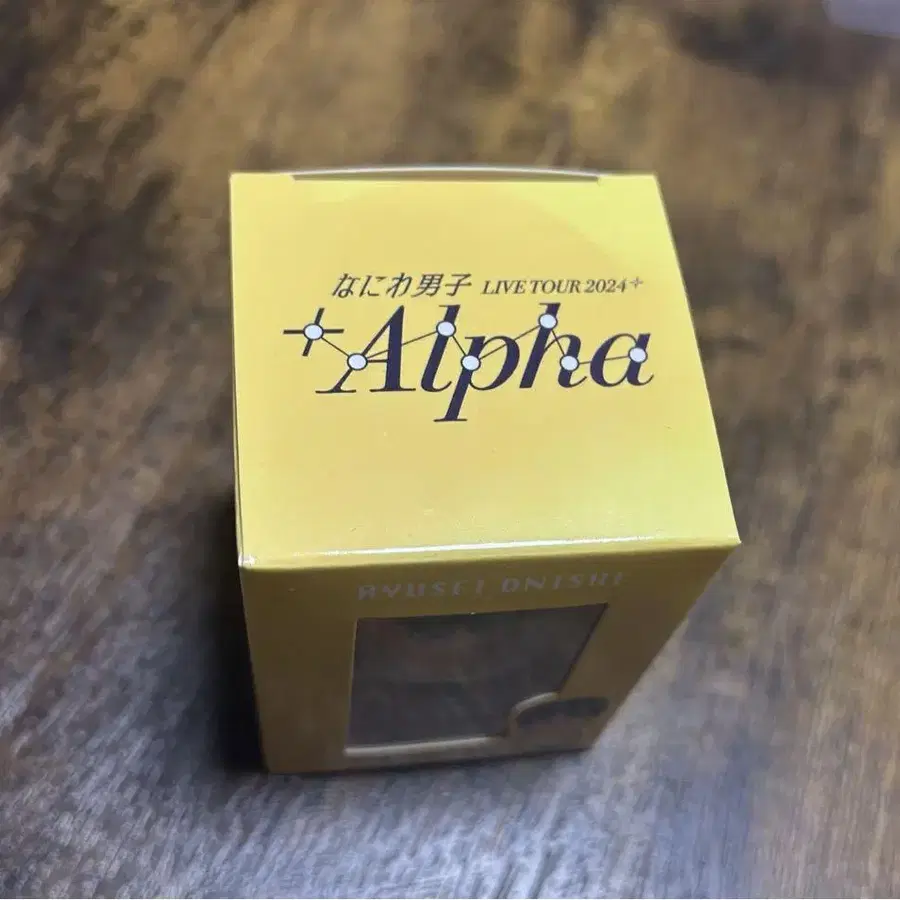 なにわ男子 LIVE TOUR 2024+
+Alpha
RYUSEI ONISHI